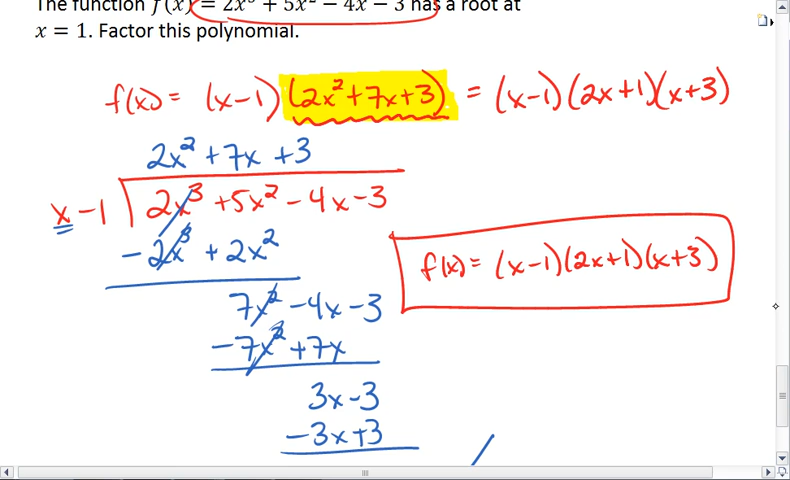 The function f(x) = 2x³ + 5x² − 4x − 3 has a root at
x = 1. Factor this polynomial.
f(x) = (x−1)(2x²+7x+3) = (x−1)(2x+1)(x+3)
2x² +7x +3
x −1 2x³ +5x² −4x −3
−2x³ +2x²
f(x) = (x−1)(2x+1)(x+3)
7x² −4x −3
−7x² +7x
3x −3
−3x +3